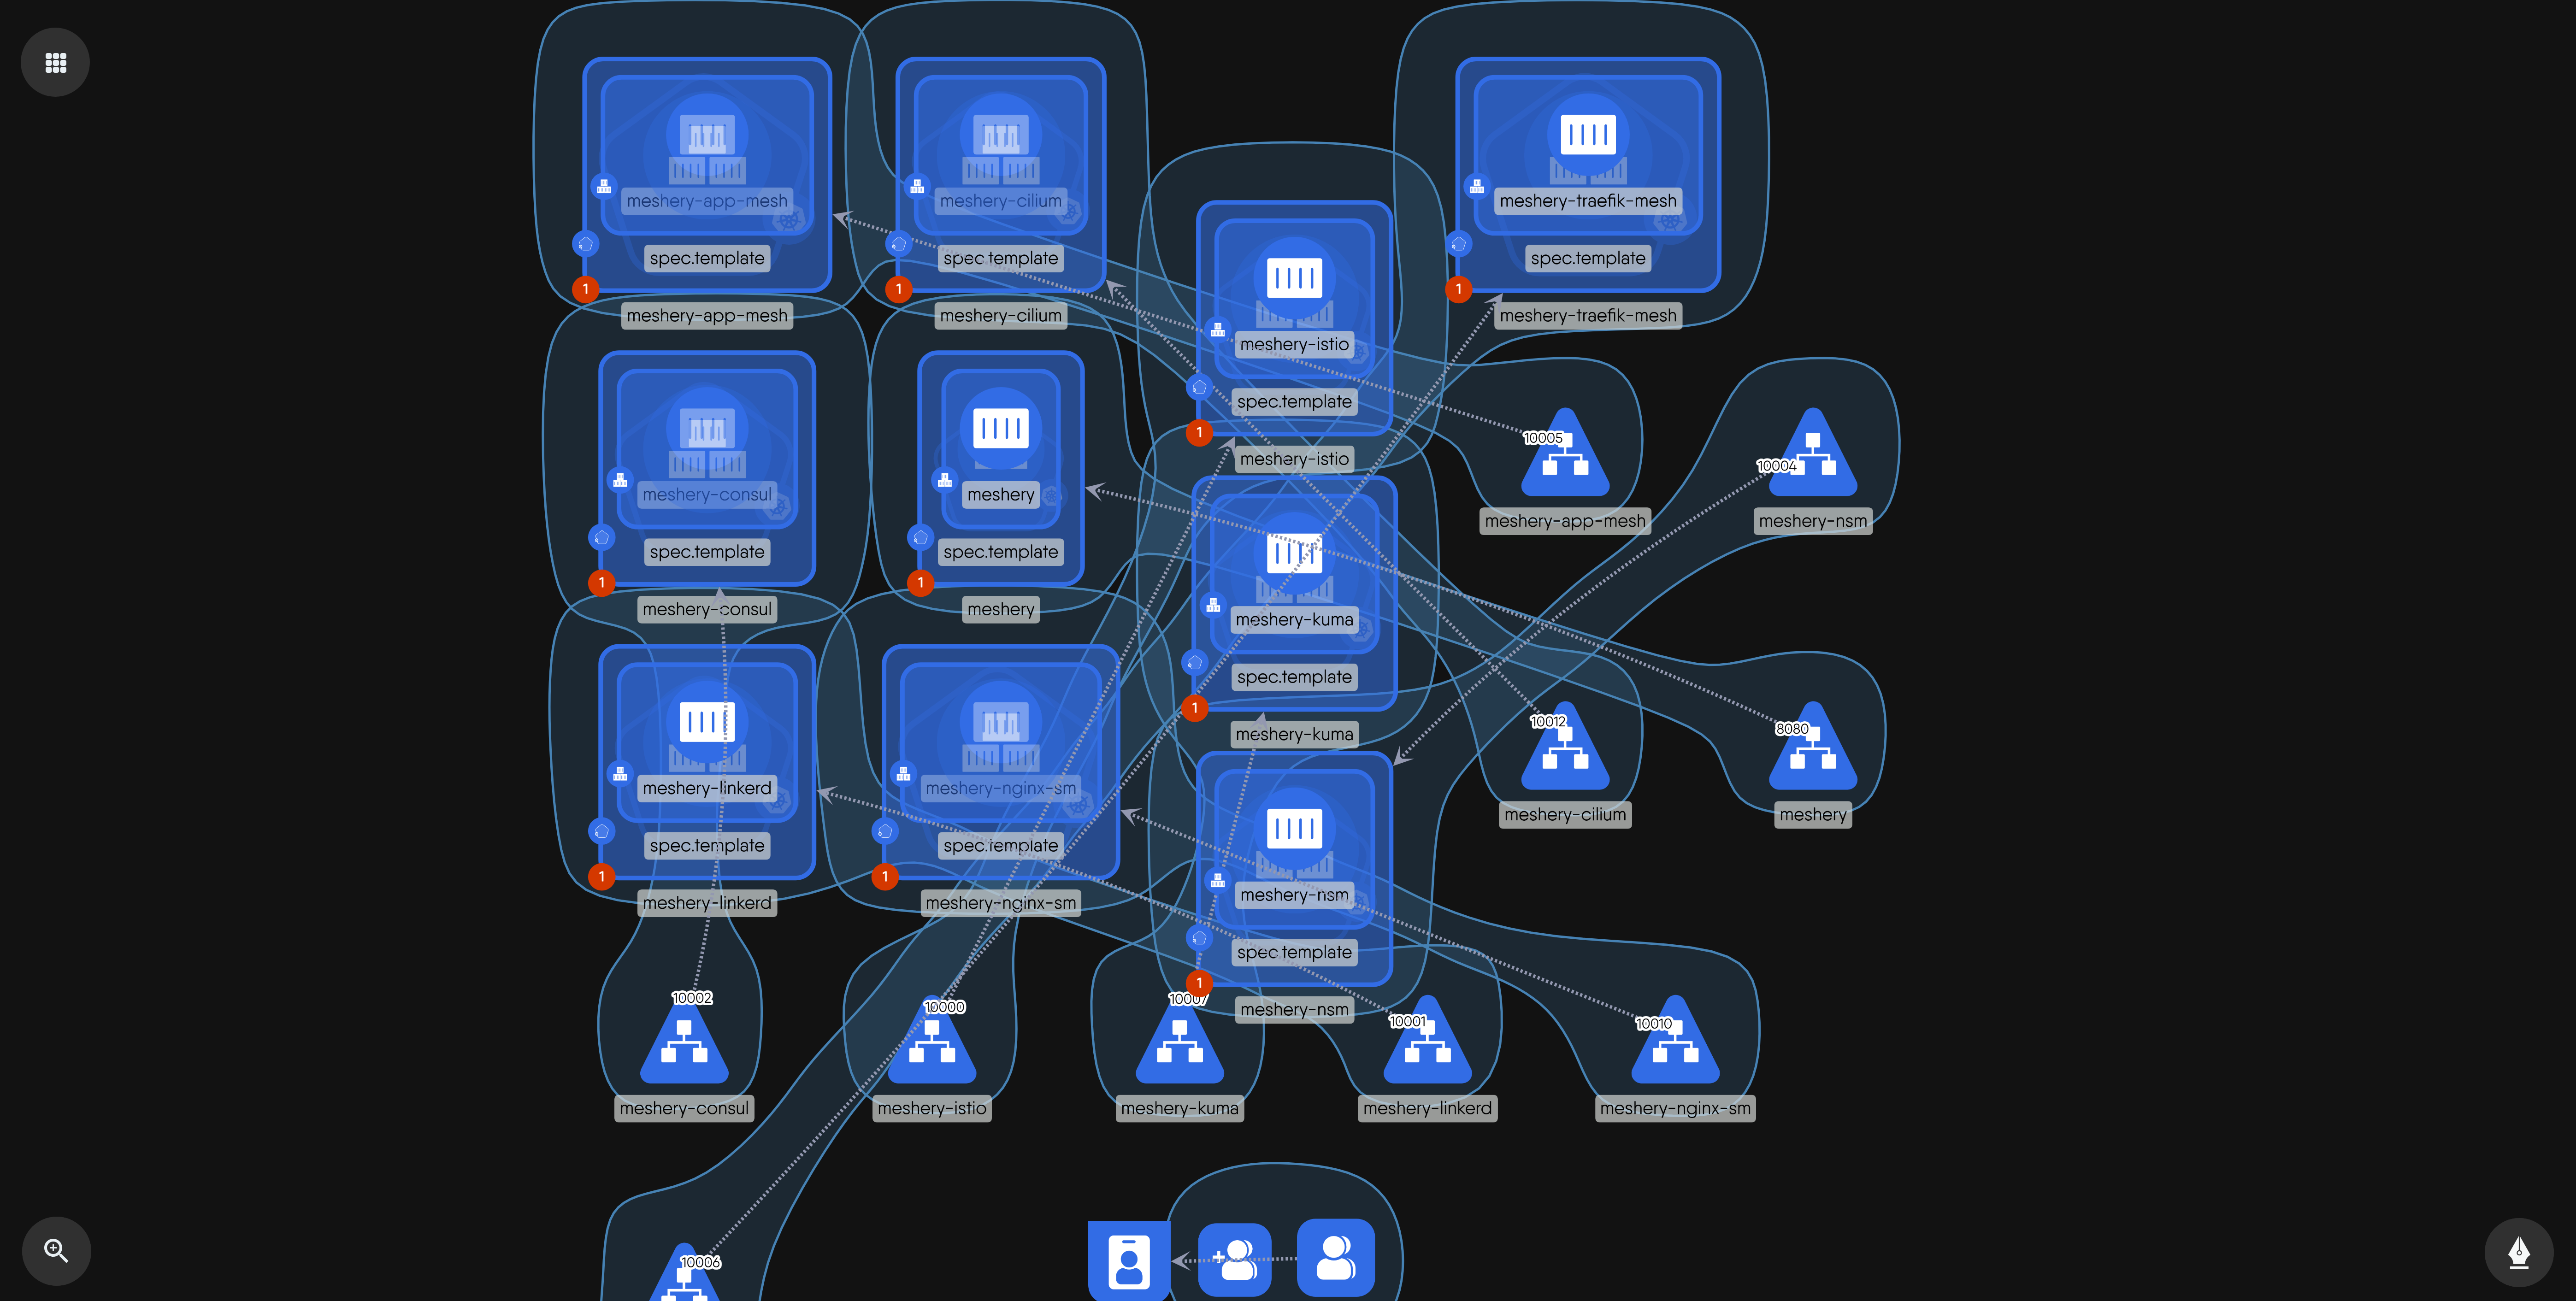 meshery-app-mesh
spec.template
1
meshery-app-mesh
meshery-cilium
spec.template
1
meshery-cilium
meshery-traefik-mesh
spec.template
1
meshery-traefik-mesh
meshery-istio
spec.template
1
meshery-istio
meshery-consul
spec.template
1
meshery-consul
meshery
spec.template
1
meshery
10005
meshery-app-mesh
10004
meshery-nsm
meshery-kuma
spec.template
1
meshery-kuma
meshery-linkerd
spec.template
1
meshery-linkerd
meshery-nginx-sm
spec.template
1
meshery-nginx-sm
10012
meshery-cilium
8080
meshery
meshery-nsm
spec.template
1
meshery-nsm
10002
meshery-consul
10000
meshery-istio
10007
meshery-kuma
10001
meshery-linkerd
10010
meshery-nginx-sm
10006